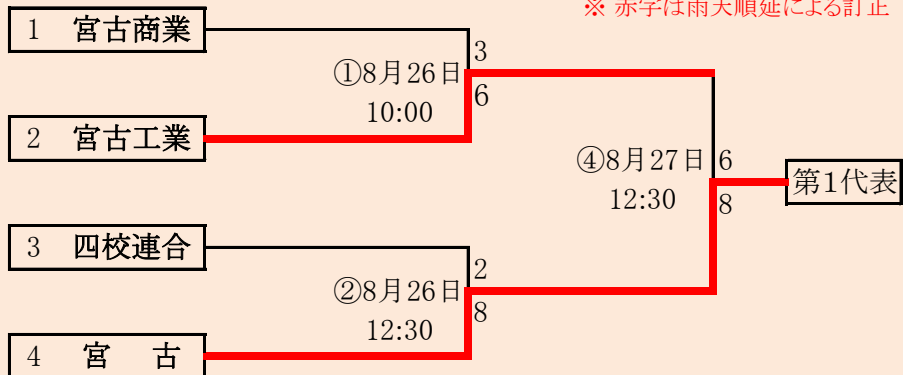 ※ 赤字は雨天順延による訂正
1 宮古商業
3
①8月26日
10:00
6
2 宮古工業
④8月27日
12:30
6
8
第1代表
3 四校連合
2
②8月26日
12:30
8
4 宮 古